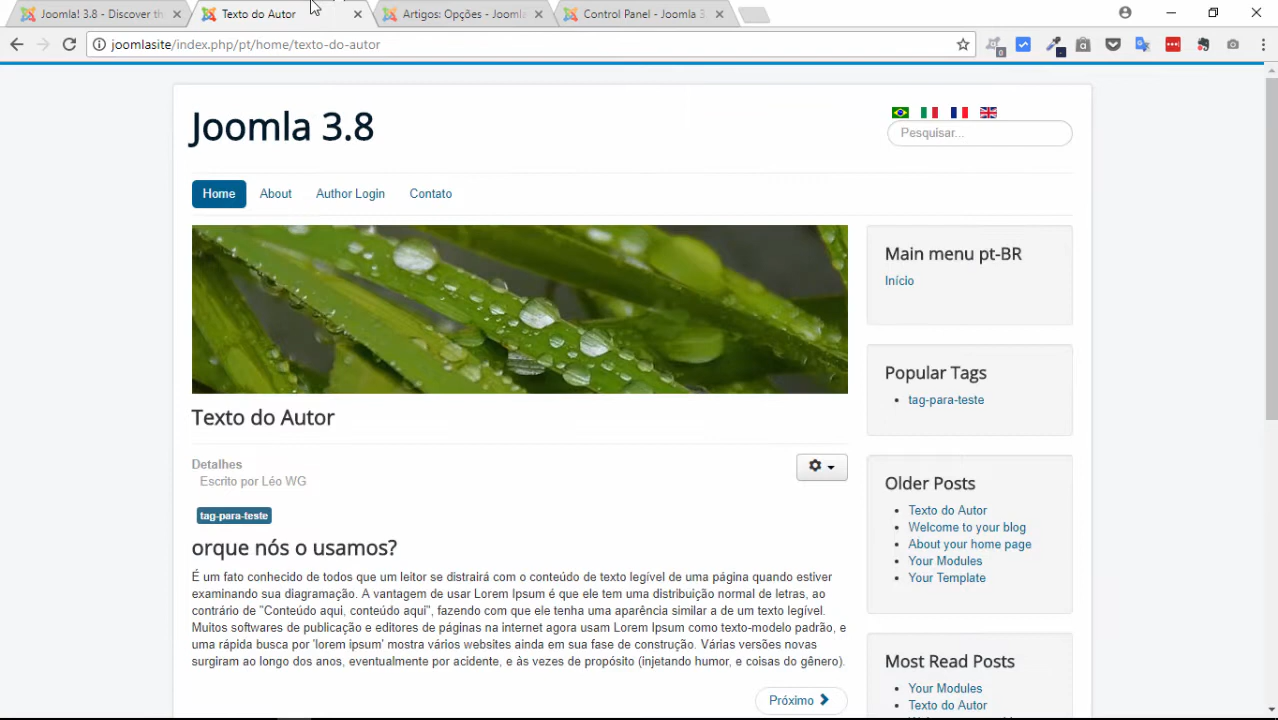 Joomla! 3.8 - Discover th
Texto do Autor
Artigos: Opções - Jooml
Control Panel - Joomla 3
joomlasite/index.php/pt/home/texto-do-autor
0
Joomla 3.8
Pesquisar...
Home
About
Author Login
Contato
Main menu pt-BR
Início
Popular Tags
tag-para-teste
Texto do Autor
Detalhes
Escrito por Léo WG
tag-para-teste
orque nós o usamos?
É um fato conhecido de todos que um leitor se distrairá com o conteúdo de texto legível de uma página quando estiver
examinando sua diagramação. A vantagem de usar Lorem Ipsum é que ele tem uma distribuição normal de letras, ao
contrário de "Conteúdo aqui, conteúdo aqui", fazendo com que ele tenha uma aparência similar a de um texto legível.
Muitos softwares de publicação e editores de páginas na internet agora usam Lorem Ipsum como texto-modelo padrão, e
uma rápida busca por 'lorem ipsum' mostra vários websites ainda em sua fase de construção. Várias versões novas
surgiram ao longo dos anos, eventualmente por acidente, e às vezes de propósito (injetando humor, e coisas do gênero).
Próximo
Older Posts
Texto do Autor
Welcome to your blog
About your home page
Your Modules
Your Template
Most Read Posts
Your Modules
Texto do Autor